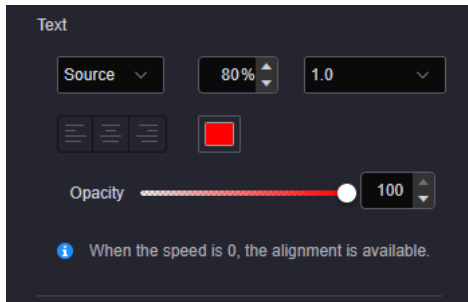 Text
Source 80% 1.0
Opacity 100
When the speed is 0, the alignment is available.